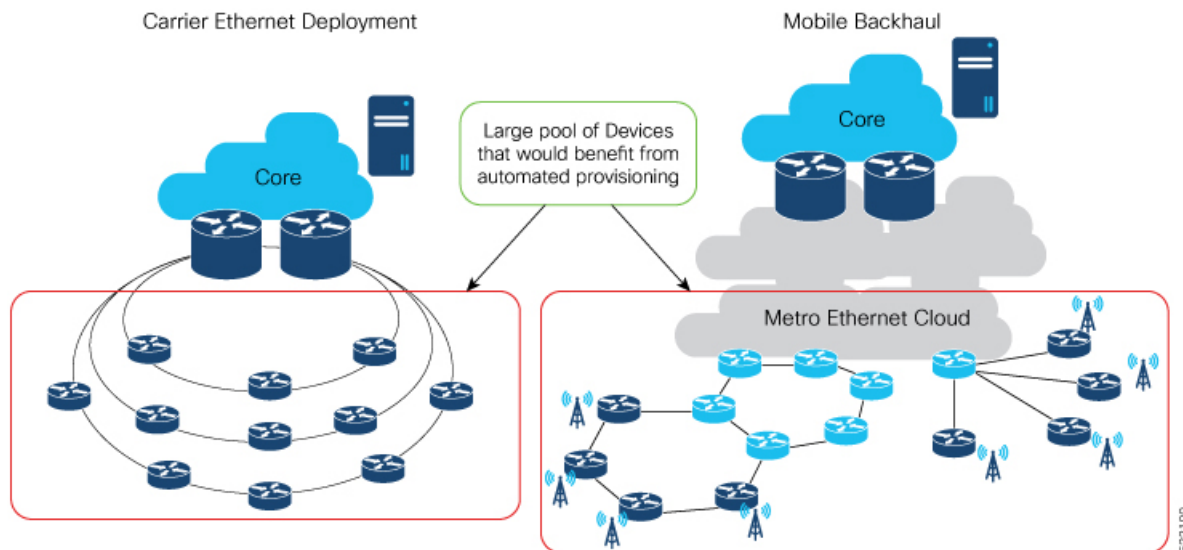 Carrier Ethernet Deployment
Mobile Backhaul
Core
Large pool of Devices
that would benefit from
automated provisioning
Core
Metro Ethernet Cloud